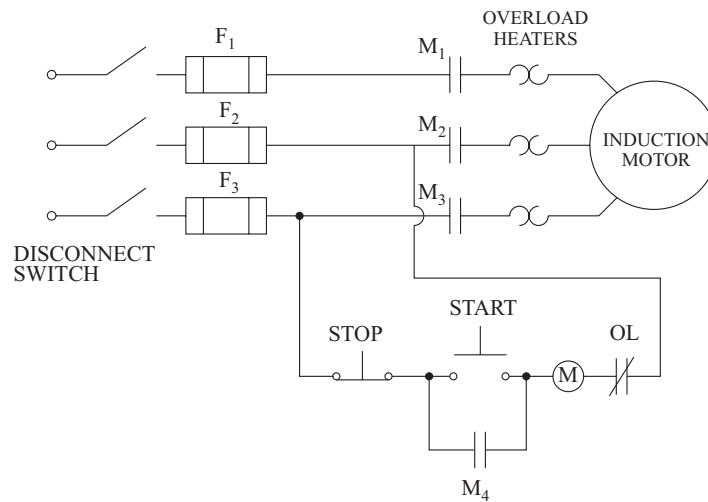 OVERLOAD
HEATERS
F1
M1
F2
M2
INDUCTION
MOTOR
F3
M3
DISCONNECT
SWITCH
STOP
START
OL
M
M4